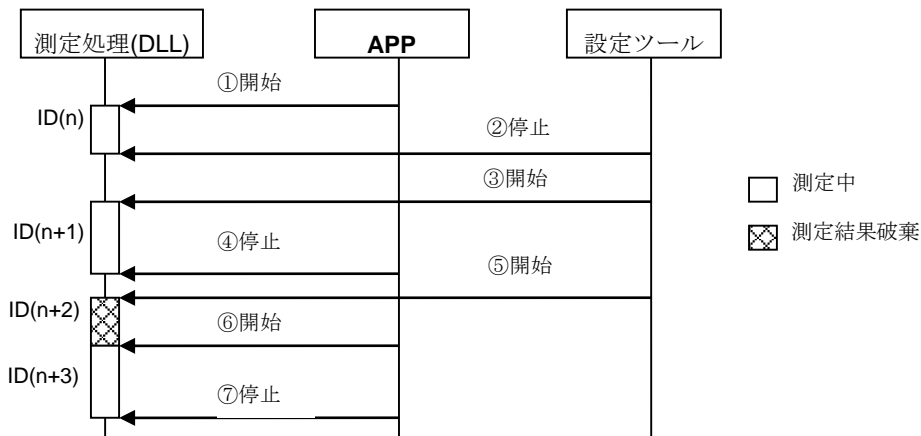 測定処理(DLL)
APP
設定ツール
①開始
ID(n)
②停止
③開始
測定中
ID(n+1)
④停止
測定結果破棄
⑤開始
ID(n+2)
⑥開始
ID(n+3)
⑦停止